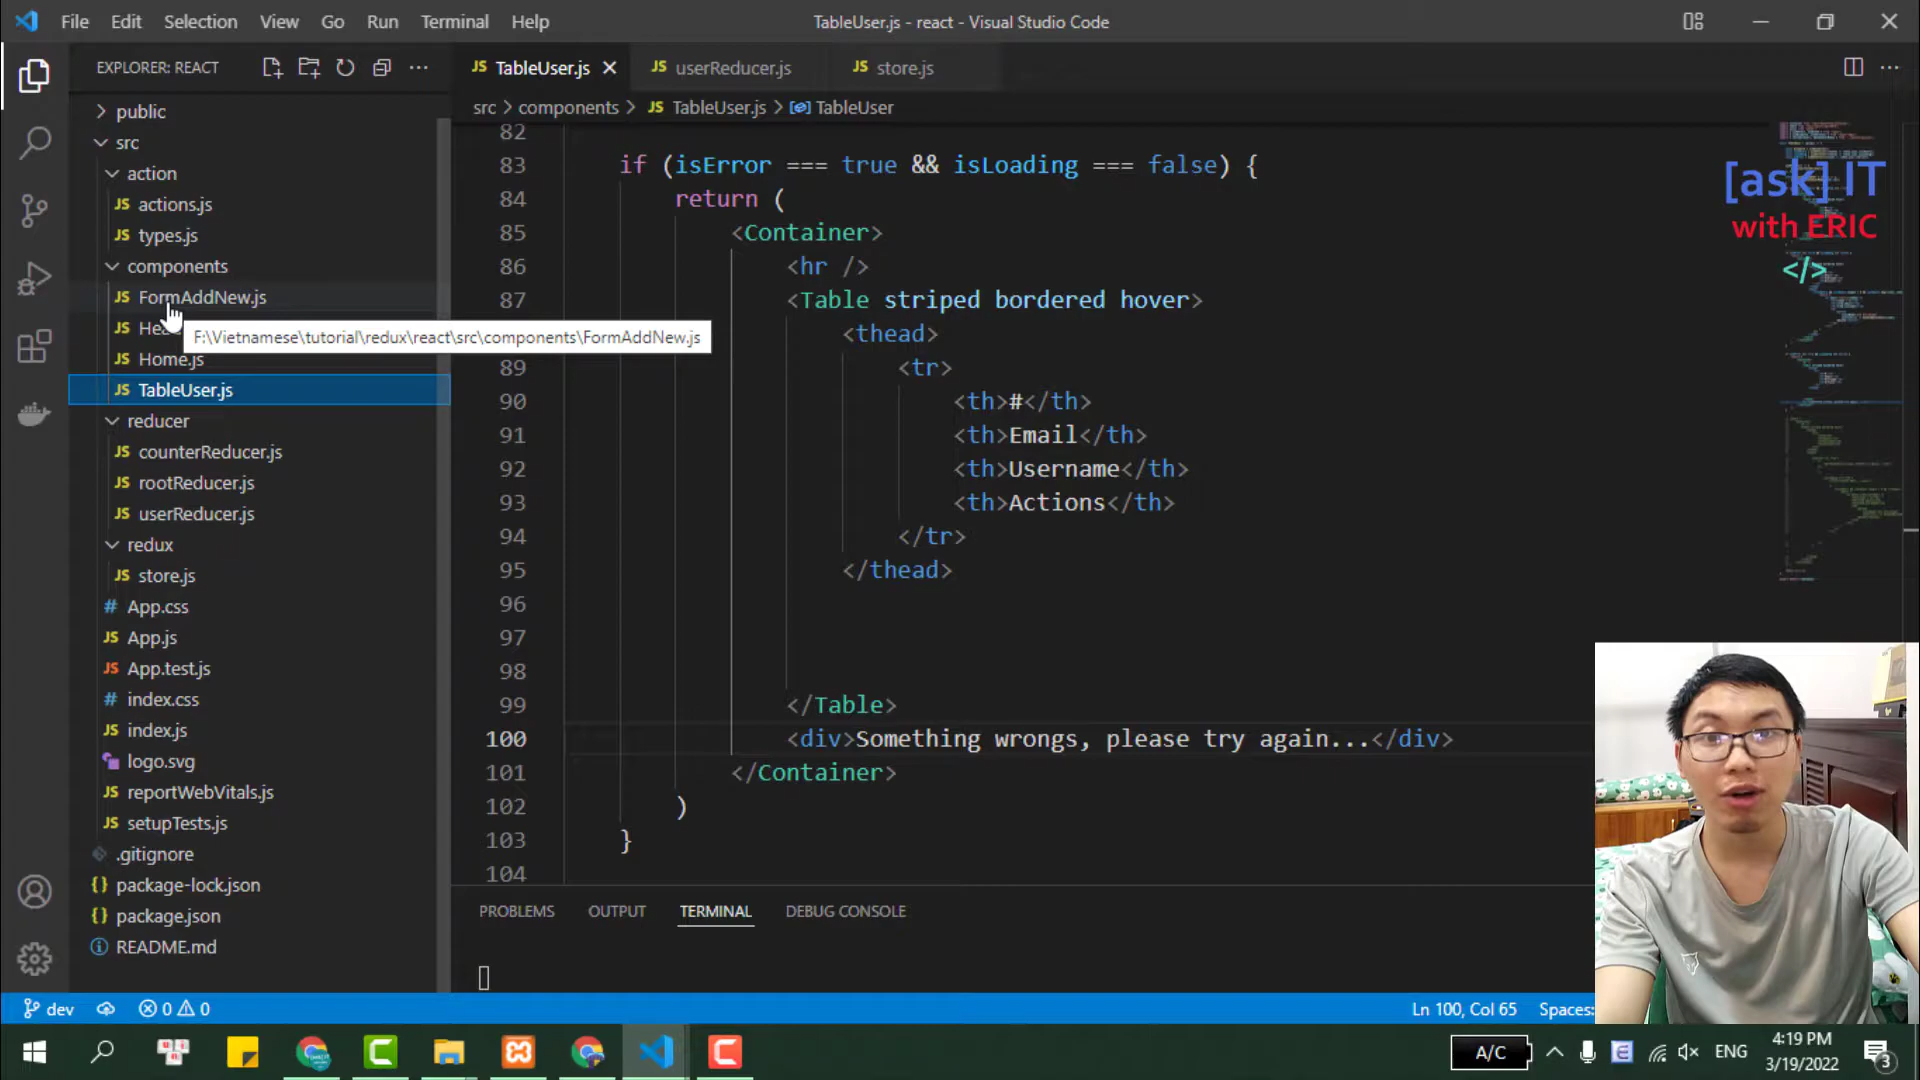 File Edit Selection View Go Run Terminal Help
TableUser.js - react - Visual Studio Code
EXPLORER: REACT
public
src
action
JS actions.js
JS types.js
components
JS FormAddNew.js
JS
F:\Vietnamese\tutorial\redux\react\src\components\FormAddNew.js
JS Home.js
JS TableUser.js
reducer
JS counterReducer.js
JS rootReducer.js
JS userReducer.js
redux
JS store.js
# App.css
JS App.js
JS App.test.js
# index.css
JS index.js
logo.svg
JS reportWebVitals.js
JS setupTests.js
.gitignore
{} package-lock.json
{} package.json
README.md
JS TableUser.js JS userReducer.js JS store.js
src > components > JS TableUser.js > TableUser
82
83 if (isError === true && isLoading === false) {
84 return (
85 <Container>
86 <hr />
87 <Table striped bordered hover>
<thead>
89 <tr>
90 <th>#</th>
91 <th>Email</th>
92 <th>Username</th>
93 <th>Actions</th>
94 </tr>
95 </thead>
96
97
98
99 </Table>
100 <div>Something wrongs, please try again...</div>
101 </Container>
102 )
103 }
104
[ask] IT
with ERIC
</>
PROBLEMS OUTPUT TERMINAL DEBUG CONSOLE
dev 0 0 Ln 100, Col 65 Spaces:
A/C ENG 4:19 PM
3/19/2022
3